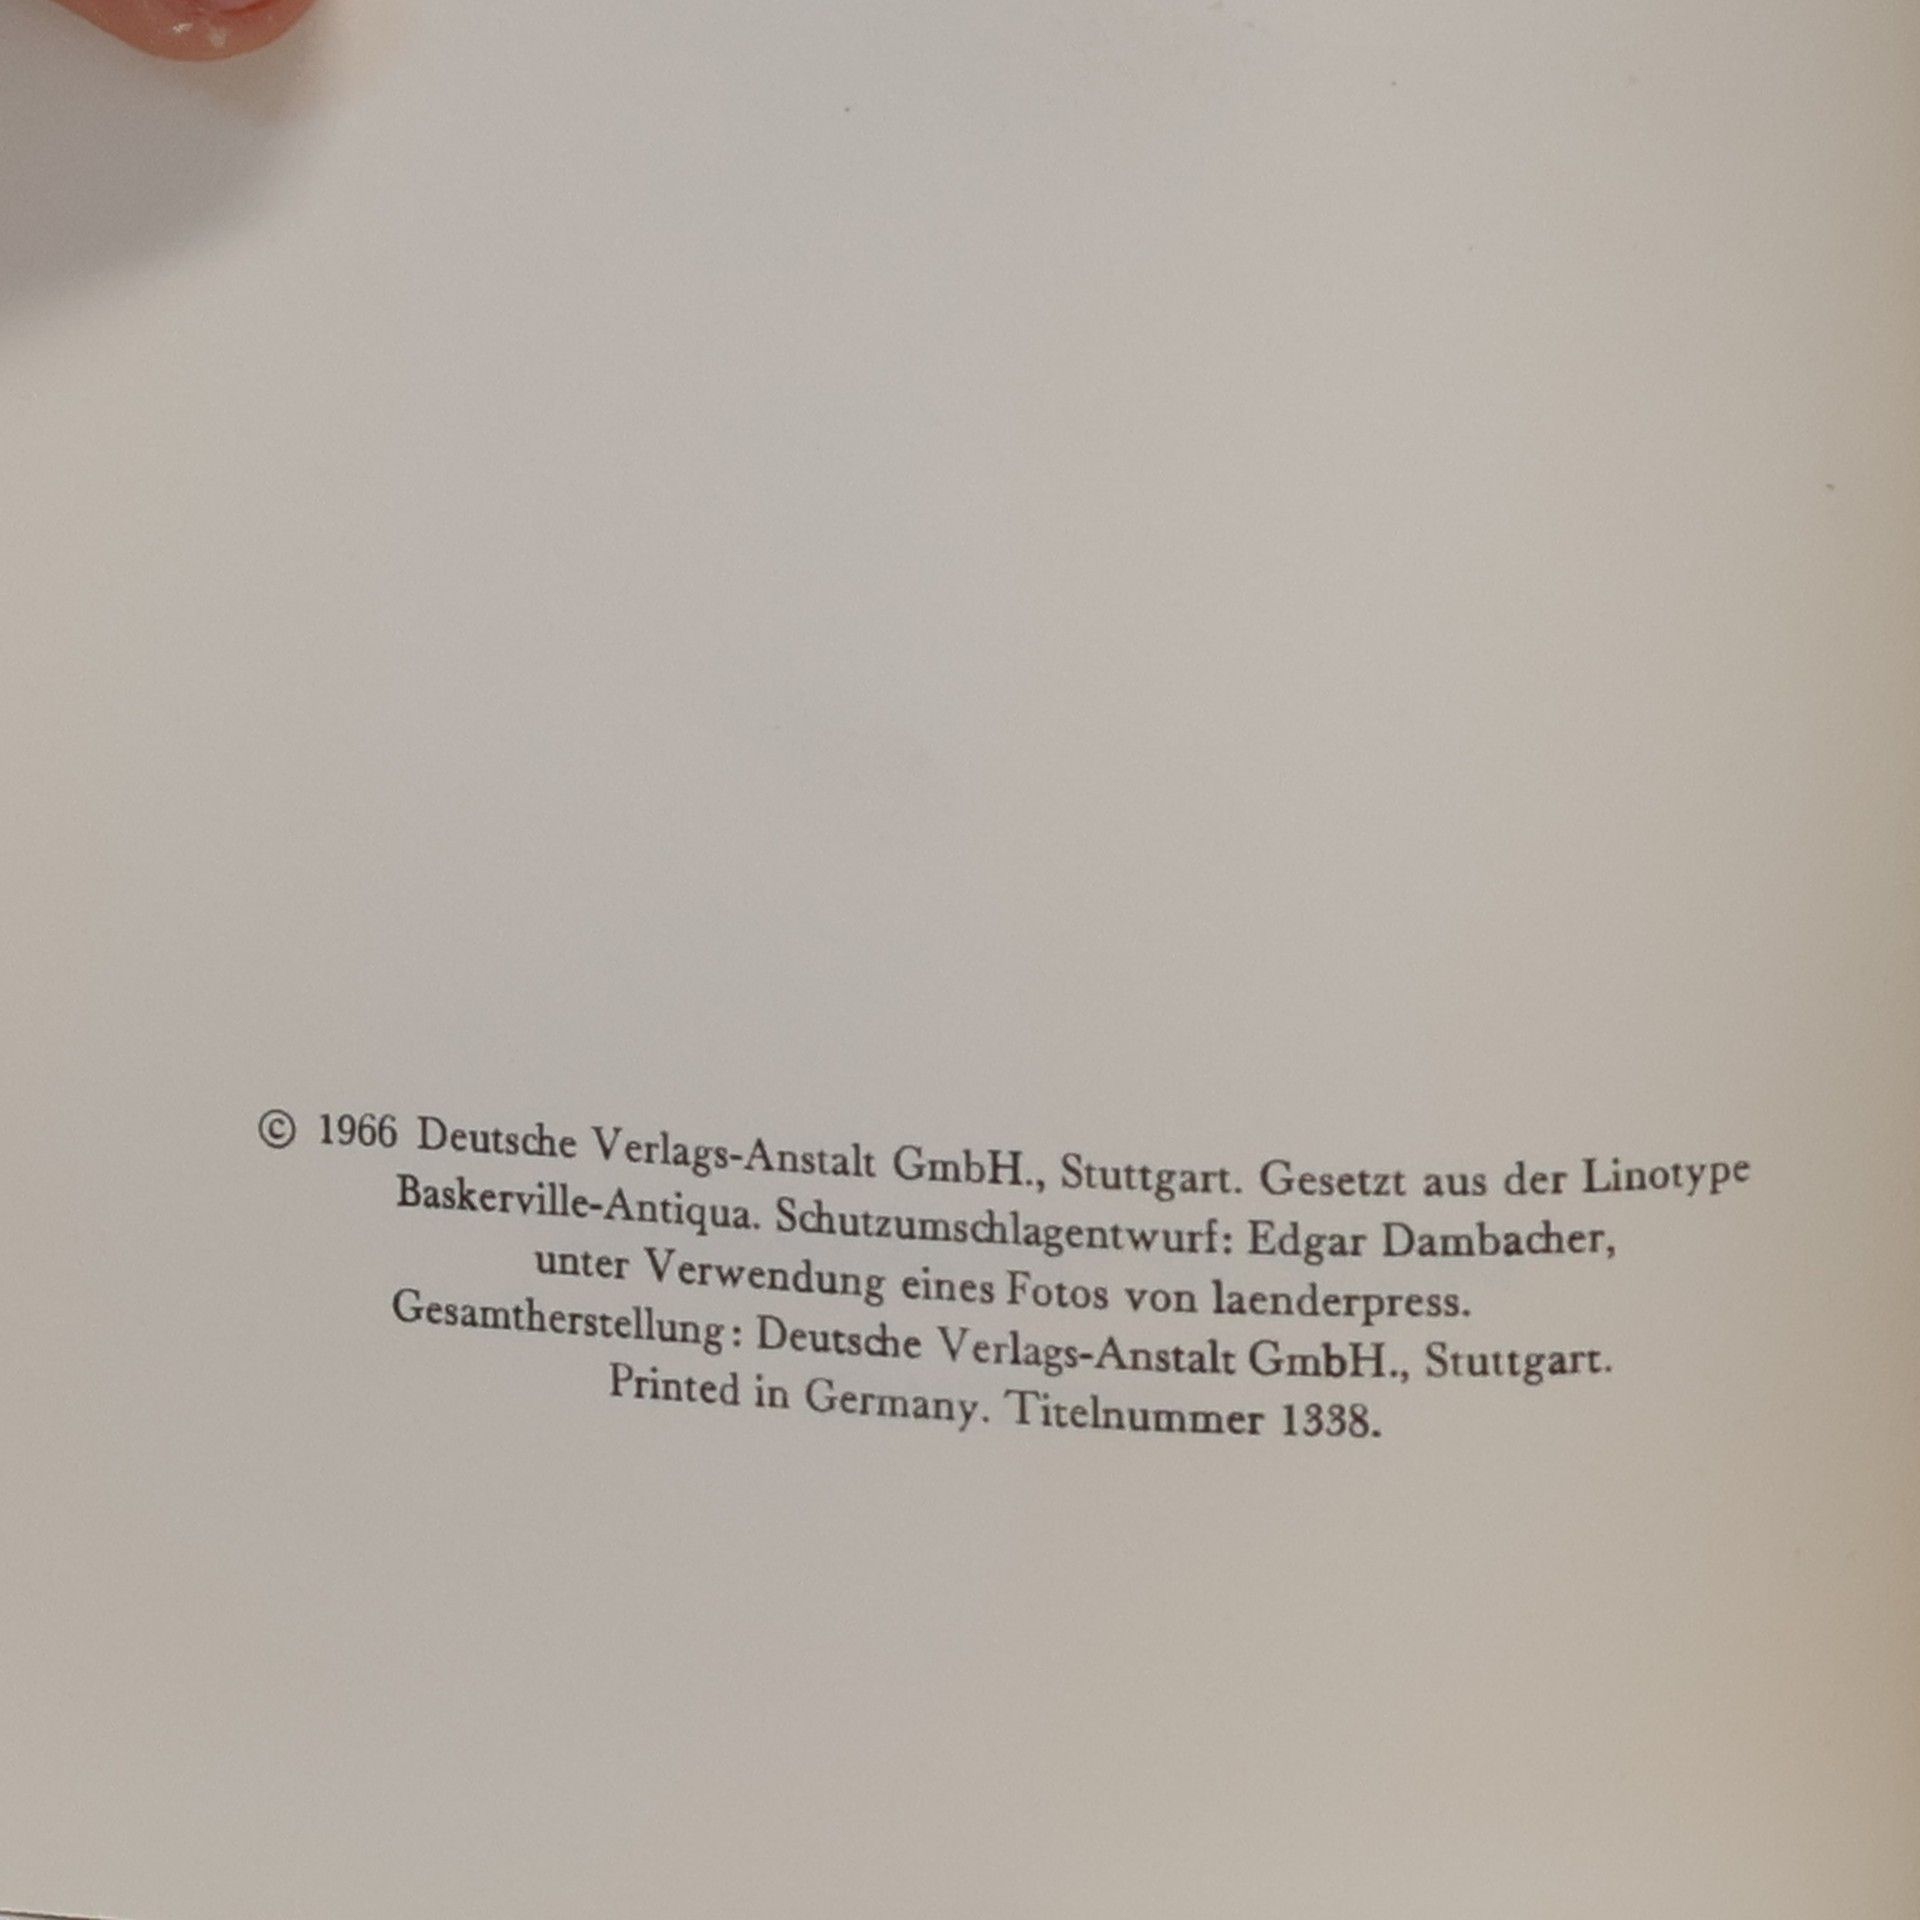 © 1966 Deutsche Verlags-Anstalt GmbH., Stuttgart. Gesetzt aus der Linotype
Baskerville-Antiqua. Schutzumschlagentwurf: Edgar Dambacher,
unter Verwendung eines Fotos von laenderpress.
Gesamtherstellung: Deutsche Verlags-Anstalt GmbH., Stuttgart.
Printed in Germany. Titelnummer 1338.